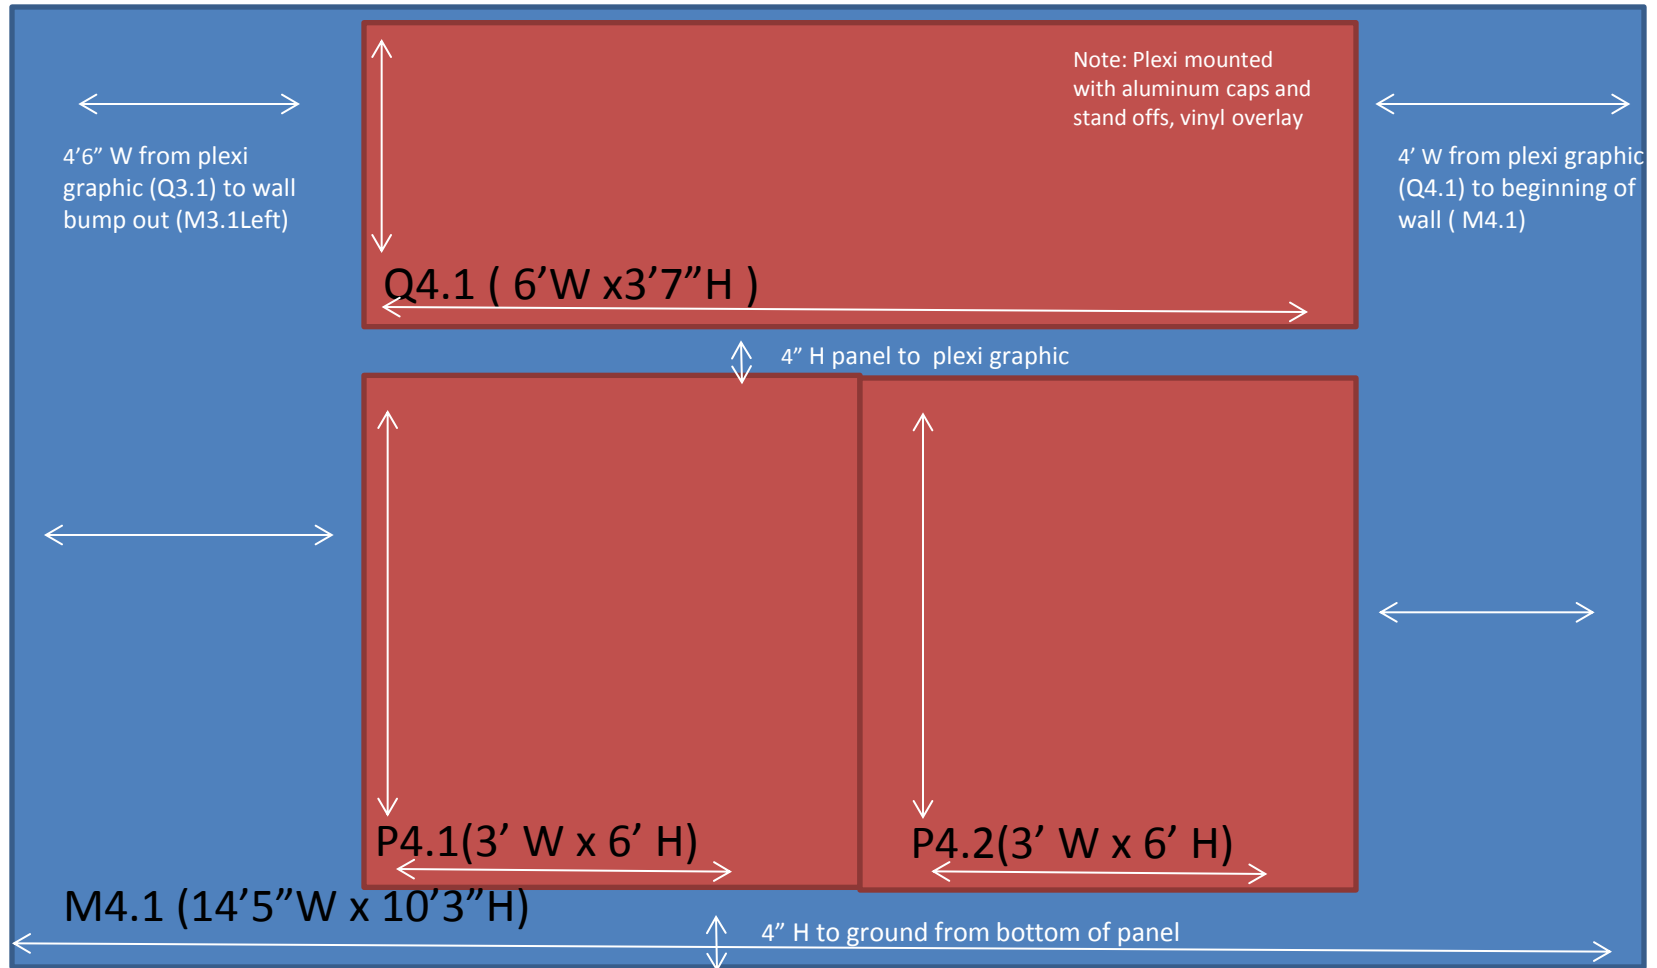 Note: Plexi mounted
with aluminum caps and
stand offs, vinyl overlay
4’6” W from plexi
graphic (Q3.1) to wall
bump out (M3.1Left)
4’ W from plexi graphic
(Q4.1) to beginning of
wall ( M4.1)
Q4.1 ( 6’W x3’7”H )
4” H panel to  plexi graphic
P4.1(3’ W x 6’ H)
P4.2(3’ W x 6’ H)
M4.1 (14’5”W x 10’3”H)
4” H to ground from bottom of panel